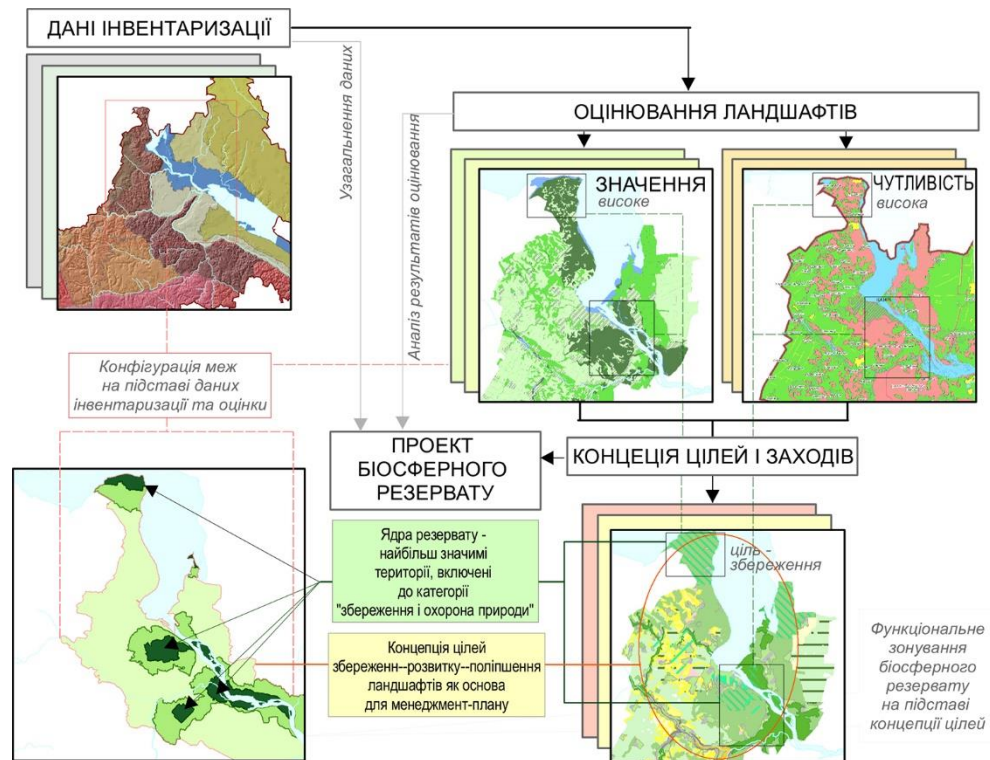 ДАНІ ІНВЕНТАРИЗАЦІЇ
Узагальнення даних
Аналіз результатів оцінювання
ОЦІНЮВАННЯ ЛАНДШАФТІВ
ЗНАЧЕННЯ
високе
ЧУТЛИВІСТЬ
висока
Конфігурація меж
на підставі даних
інвентаризації та оцінки
ПРОЕКТ
БІОСФЕРНОГО
РЕЗЕРВАТУ
КОНЦЕЦІЯ ЦІЛЕЙ І ЗАХОДІВ
Ядра резервату -
найбільш значимі
території, включені
до категорії
"збереження і охорона природи"
ціль -
збереження
Концепція цілей
збереженн--розвитку--поліпшення
ландшафтів як основа
для менеджмент-плану
Функціональне
зонування
біосферного
резервату
на підставі
концепції цілей